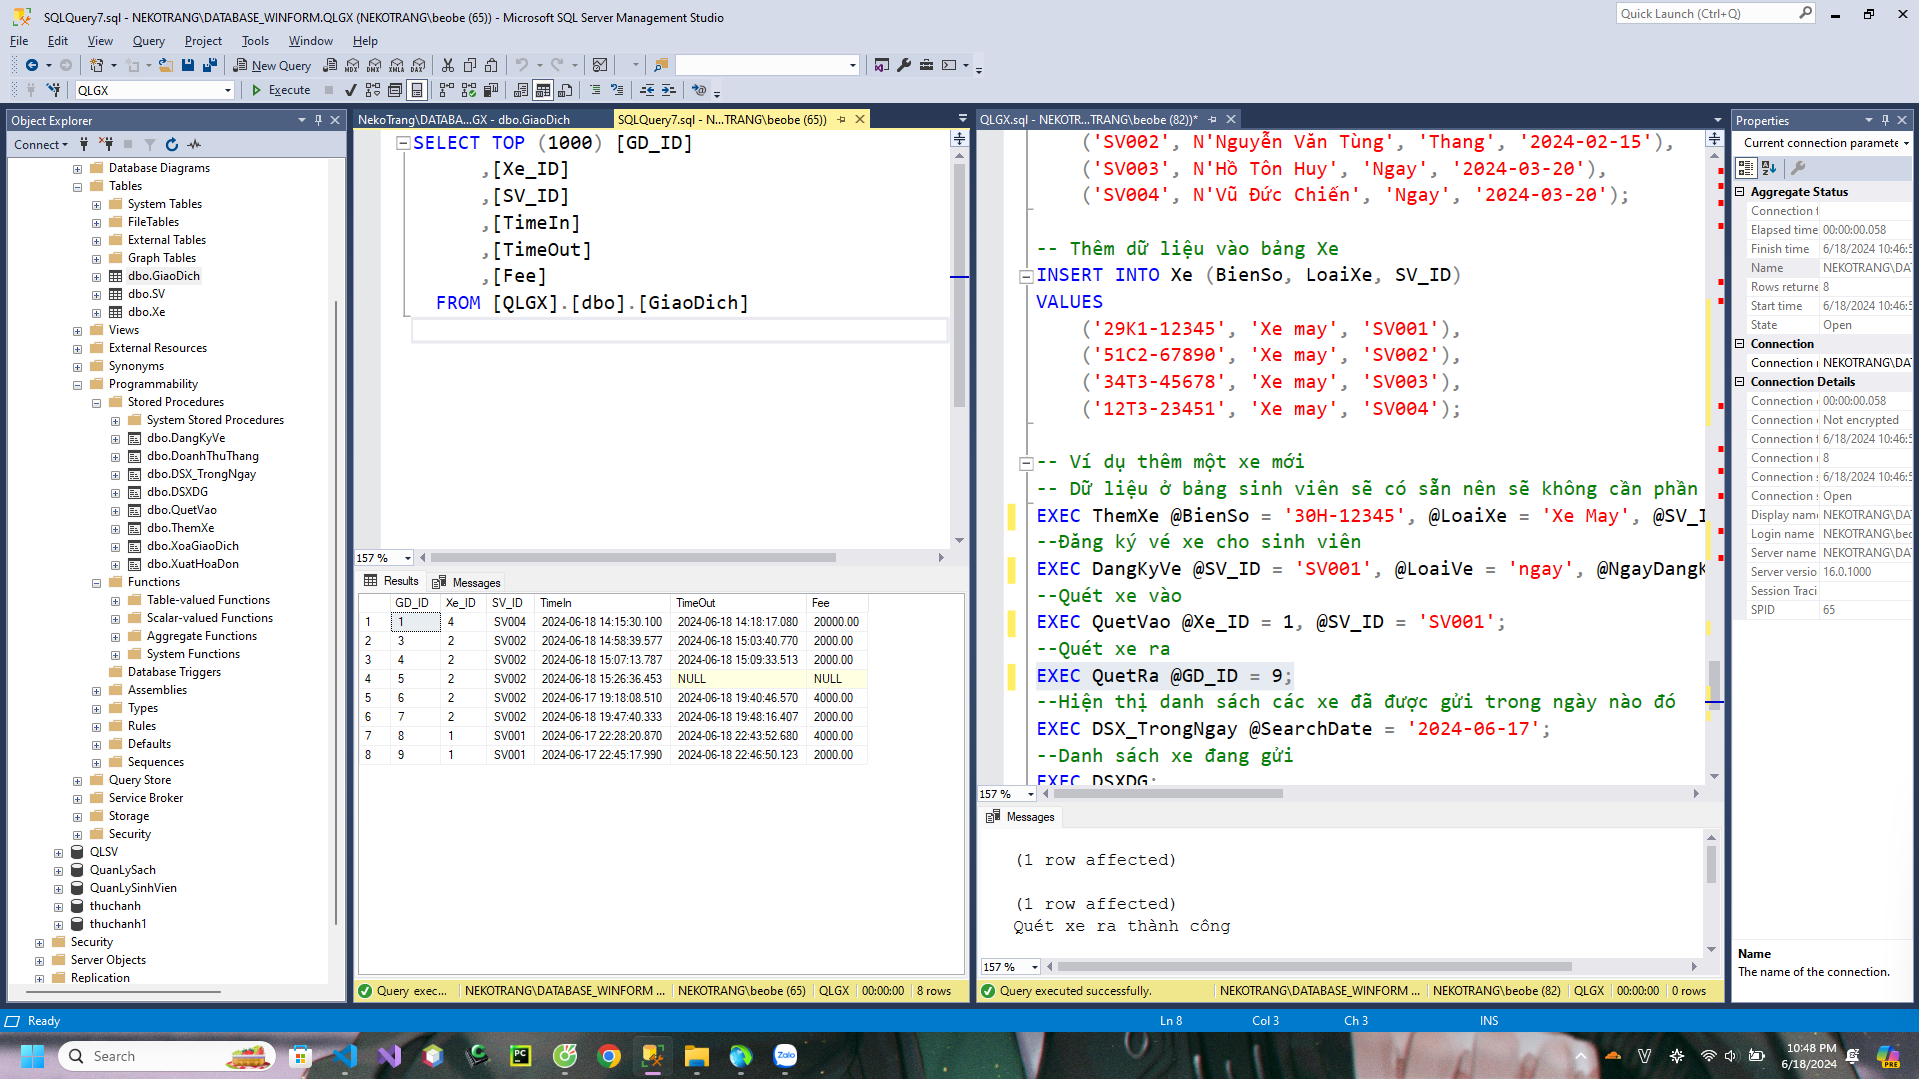 SQLQuery7.sql - NEKOTRANG\DATABASE_WINFORM.QLGX (NEKOTRANG\beobe (65)) - Microsoft SQL Server Management Studio
Quick Launch (Ctrl+Q)
File Edit View Query Project Tools Window Help
New Query
MDX DMX XMLA DAX
QLGX
Execute
Object Explorer
Connect
Database Diagrams
Tables
System Tables
FileTables
External Tables
Graph Tables
dbo.GiaoDich
dbo.SV
dbo.Xe
Views
External Resources
Synonyms
Programmability
Stored Procedures
System Stored Procedures
dbo.DangKyVe
dbo.DoanhThuThang
dbo.DSX_TrongNgay
dbo.DSXDG
dbo.QuetVao
dbo.ThemXe
dbo.XoaGiaoDich
dbo.XuatHoaDon
Functions
Table-valued Functions
Scalar-valued Functions
Aggregate Functions
System Functions
Database Triggers
Assemblies
Types
Rules
Defaults
Sequences
Query Store
Service Broker
Storage
Security
QLSV
QuanLySach
QuanLySinhVien
thuchanh
thuchanh1
Security
Server Objects
Replication
NekoTrang\DATABA...GX - dbo.GiaoDich
SQLQuery7.sql - N...TRANG\beobe (65))
SELECT TOP (1000) [GD_ID]
,[Xe_ID]
,[SV_ID]
,[TimeIn]
,[TimeOut]
,[Fee]
FROM [QLGX].[dbo].[GiaoDich]
157 %
Results Messages
GD_ID Xe_ID SV_ID TimeIn TimeOut Fee
1 1 4 SV004 2024-06-18 14:15:30.100 2024-06-18 14:18:17.080 20000.00
2 3 2 SV002 2024-06-18 14:58:39.577 2024-06-18 15:03:40.770 2000.00
3 4 2 SV002 2024-06-18 15:07:13.787 2024-06-18 15:09:33.513 2000.00
4 5 2 SV002 2024-06-18 15:26:36.453 NULL NULL
5 6 2 SV002 2024-06-17 19:18:08.510 2024-06-18 19:40:46.570 4000.00
6 7 2 SV002 2024-06-18 19:47:40.333 2024-06-18 19:48:16.407 2000.00
7 8 1 SV001 2024-06-17 22:28:20.870 2024-06-18 22:43:52.680 4000.00
8 9 1 SV001 2024-06-17 22:45:17.990 2024-06-18 22:46:50.123 2000.00
Query exec... NEKOTRANG\DATABASE_WINFORM ... NEKOTRANG\beobe (65) QLGX 00:00:00 8 rows
QLGX.sql - NEKOTR...TRANG\beobe (82))*
('SV002', N'Nguyễn Văn Tùng', 'Thang', '2024-02-15'),
('SV003', N'Hồ Tôn Huy', 'Ngay', '2024-03-20'),
('SV004', N'Vũ Đức Chiến', 'Ngay', '2024-03-20');
-- Thêm dữ liệu vào bảng Xe
INSERT INTO Xe (BienSo, LoaiXe, SV_ID)
VALUES
('29K1-12345', 'Xe may', 'SV001'),
('51C2-67890', 'Xe may', 'SV002'),
('34T3-45678', 'Xe may', 'SV003'),
('12T3-23451', 'Xe may', 'SV004');
-- Ví dụ thêm một xe mới
-- Dữ liệu ở bảng sinh viên sẽ có sẵn nên sẽ không cần phần
EXEC ThemXe @BienSo = '30H-12345', @LoaiXe = 'Xe May', @SV_I
--Đăng ký vé xe cho sinh viên
EXEC DangKyVe @SV_ID = 'SV001', @LoaiVe = 'ngay', @NgayDangK
--Quét xe vào
EXEC QuetVao @Xe_ID = 1, @SV_ID = 'SV001';
--Quét xe ra
EXEC QuetRa @GD_ID = 9;
--Hiện thị danh sách các xe đã được gửi trong ngày nào đó
EXEC DSX_TrongNgay @SearchDate = '2024-06-17';
--Danh sách xe đang gửi
EXEC DSXDG;
157 %
Messages
(1 row affected)
(1 row affected)
Quét xe ra thành công
157 %
Query executed successfully. NEKOTRANG\DATABASE_WINFORM ... NEKOTRANG\beobe (82) QLGX 00:00:00 0 rows
Properties
Current connection paramete
Aggregate Status
Connection f
Elapsed time 00:00:00.058
Finish time 6/18/2024 10:46:5
Name NEKOTRANG\DA
Rows returne 8
Start time 6/18/2024 10:46:5
State Open
Connection
Connection r NEKOTRANG\DA
Connection Details
Connection e 00:00:00.058
Connection e Not encrypted
Connection f 6/18/2024 10:46:5
Connection r 8
Connection s 6/18/2024 10:46:5
Connection s Open
Display name NEKOTRANG\DA
Login name NEKOTRANG\beo
Server name NEKOTRANG\DA
Server versio 16.0.1000
Session Traci
SPID 65
Name
The name of the connection.
Ready
Ln 8 Col 3 Ch 3 INS
Search
PC
Zalo
10:48 PM
6/18/2024
PRE